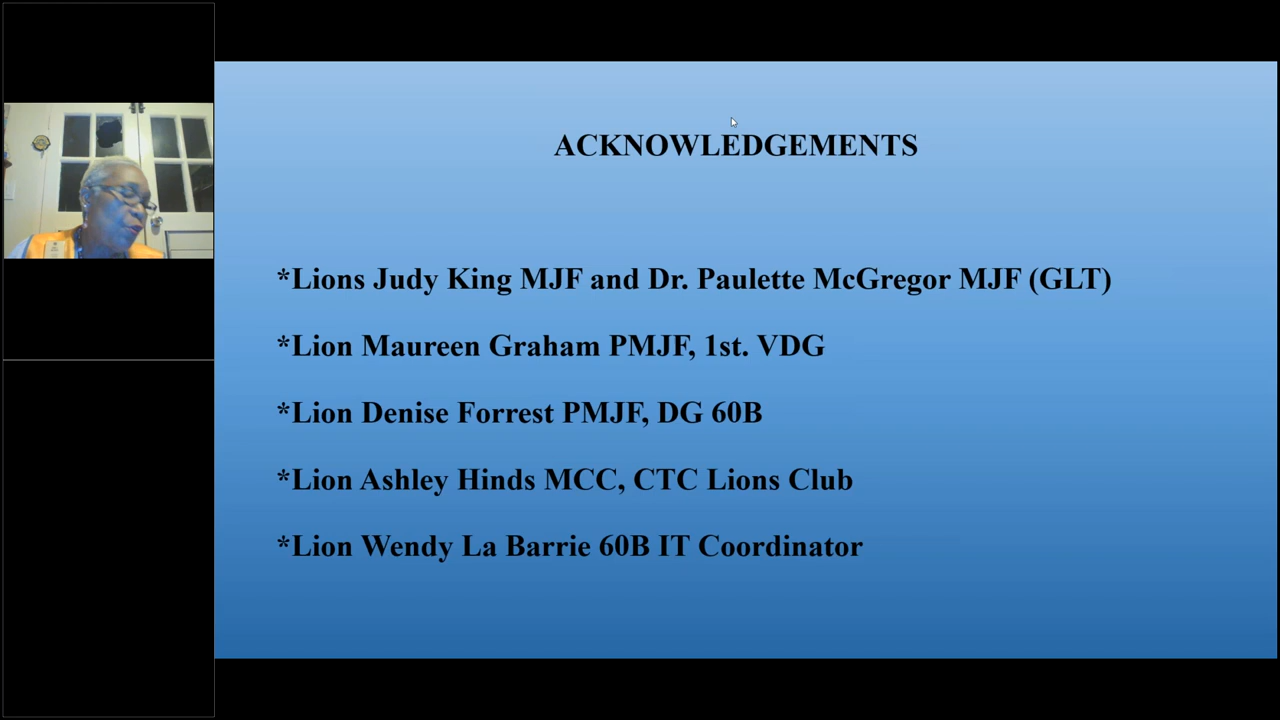 ACKNOWLEDGEMENTS
*Lions Judy King MJF and Dr. Paulette McGregor MJF (GLT)
*Lion Maureen Graham PMJF, 1st. VDG
*Lion Denise Forrest PMJF, DG 60B
*Lion Ashley Hinds MCC, CTC Lions Club
*Lion Wendy La Barrie 60B IT Coordinator